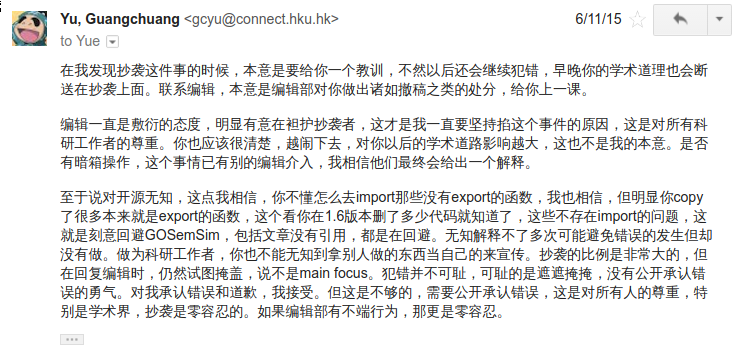 Yu, Guangchuang <gcyu@connect.hku.hk> 6/11/15
to Yue
在我发现抄袭这件事的时候，本意是要给你一个教训，不然以后还会继续犯错，早晚你的学术道理也会断
送在抄袭上面。联系编辑，本意是编辑部对你做出诸如撤稿之类的处分，给你上一课。
编辑一直是敷衍的态度，明显有意在袒护抄袭者，这才是我一直要坚持掐这个事件的原因，这是对所有科
研工作者的尊重。你也应该很清楚，越闹下去，对你以后的学术道路影响越大，这也不是我的本意。是否
有暗箱操作，这个事情已有别的编辑介入，我相信他们最终会给出一个解释。
至于说对开源无知，这点我相信，你不懂怎么去import那些没有export的函数，我也相信，但明显你copy
了很多本来就是export的函数，这个看你在1.6版本删了多少代码就知道了，这些不存在import的问题，这
就是刻意回避GOSemSim，包括文章没有引用，都是在回避。无知解释不了多次可能避免错误的发生但却
没有做。做为科研工作者，你也不能无知到拿别人做的东西当自己的来宣传。抄袭的比例是非常大的，但
在回复编辑时，仍然试图掩盖，说不是main focus。犯错并不可耻，可耻的是遮遮掩掩，没有公开承认错
误的勇气。对我承认错误和道歉，我接受。但这是不够的，需要公开承认错误，这是对所有人的尊重，特
别是学术界，抄袭是零容忍的。如果编辑部有不端行为，那更是零容忍。